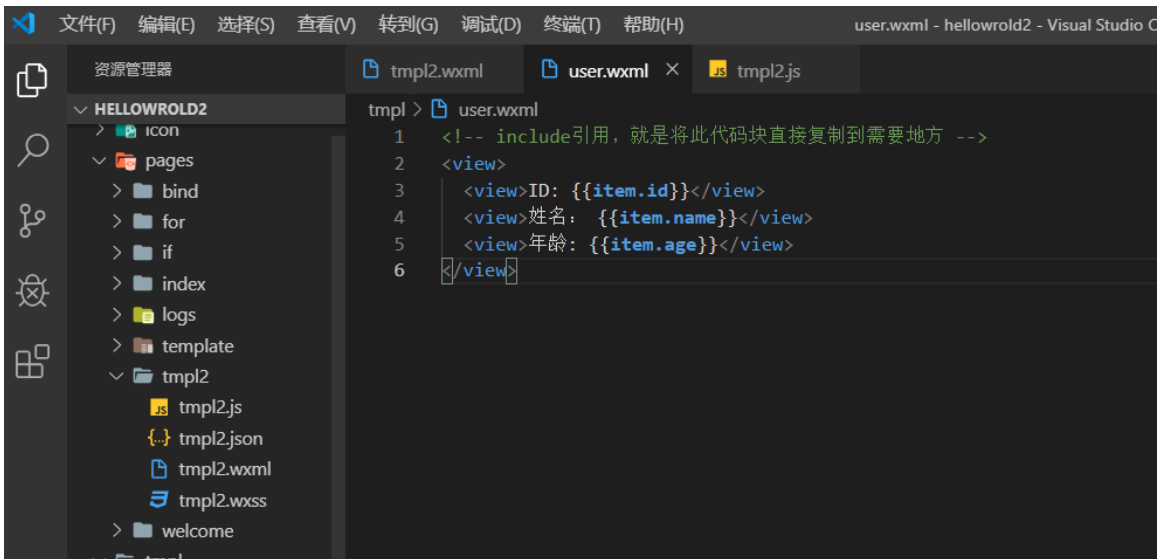 文件(F) 编辑(E) 选择(S) 查看(V) 转到(G) 调试(D) 终端(T) 帮助(H) user.wxml - hellowrold2 - Visual Studio C
资源管理器
HELLOWROLD2
icon
pages
bind
for
if
index
logs
template
tmpl2
JS tmpl2.js
{..} tmpl2.json
tmpl2.wxml
tmpl2.wxss
welcome
tmpl
tmpl2.wxml user.wxml × JS tmpl2.js
tmpl > user.wxml
1 <!-- include引用，就是将此代码块直接复制到需要地方 -->
2 <view>
3 <view>ID: {{item.id}}</view>
4 <view>姓名： {{item.name}}</view>
5 <view>年龄: {{item.age}}</view>
6 </view>